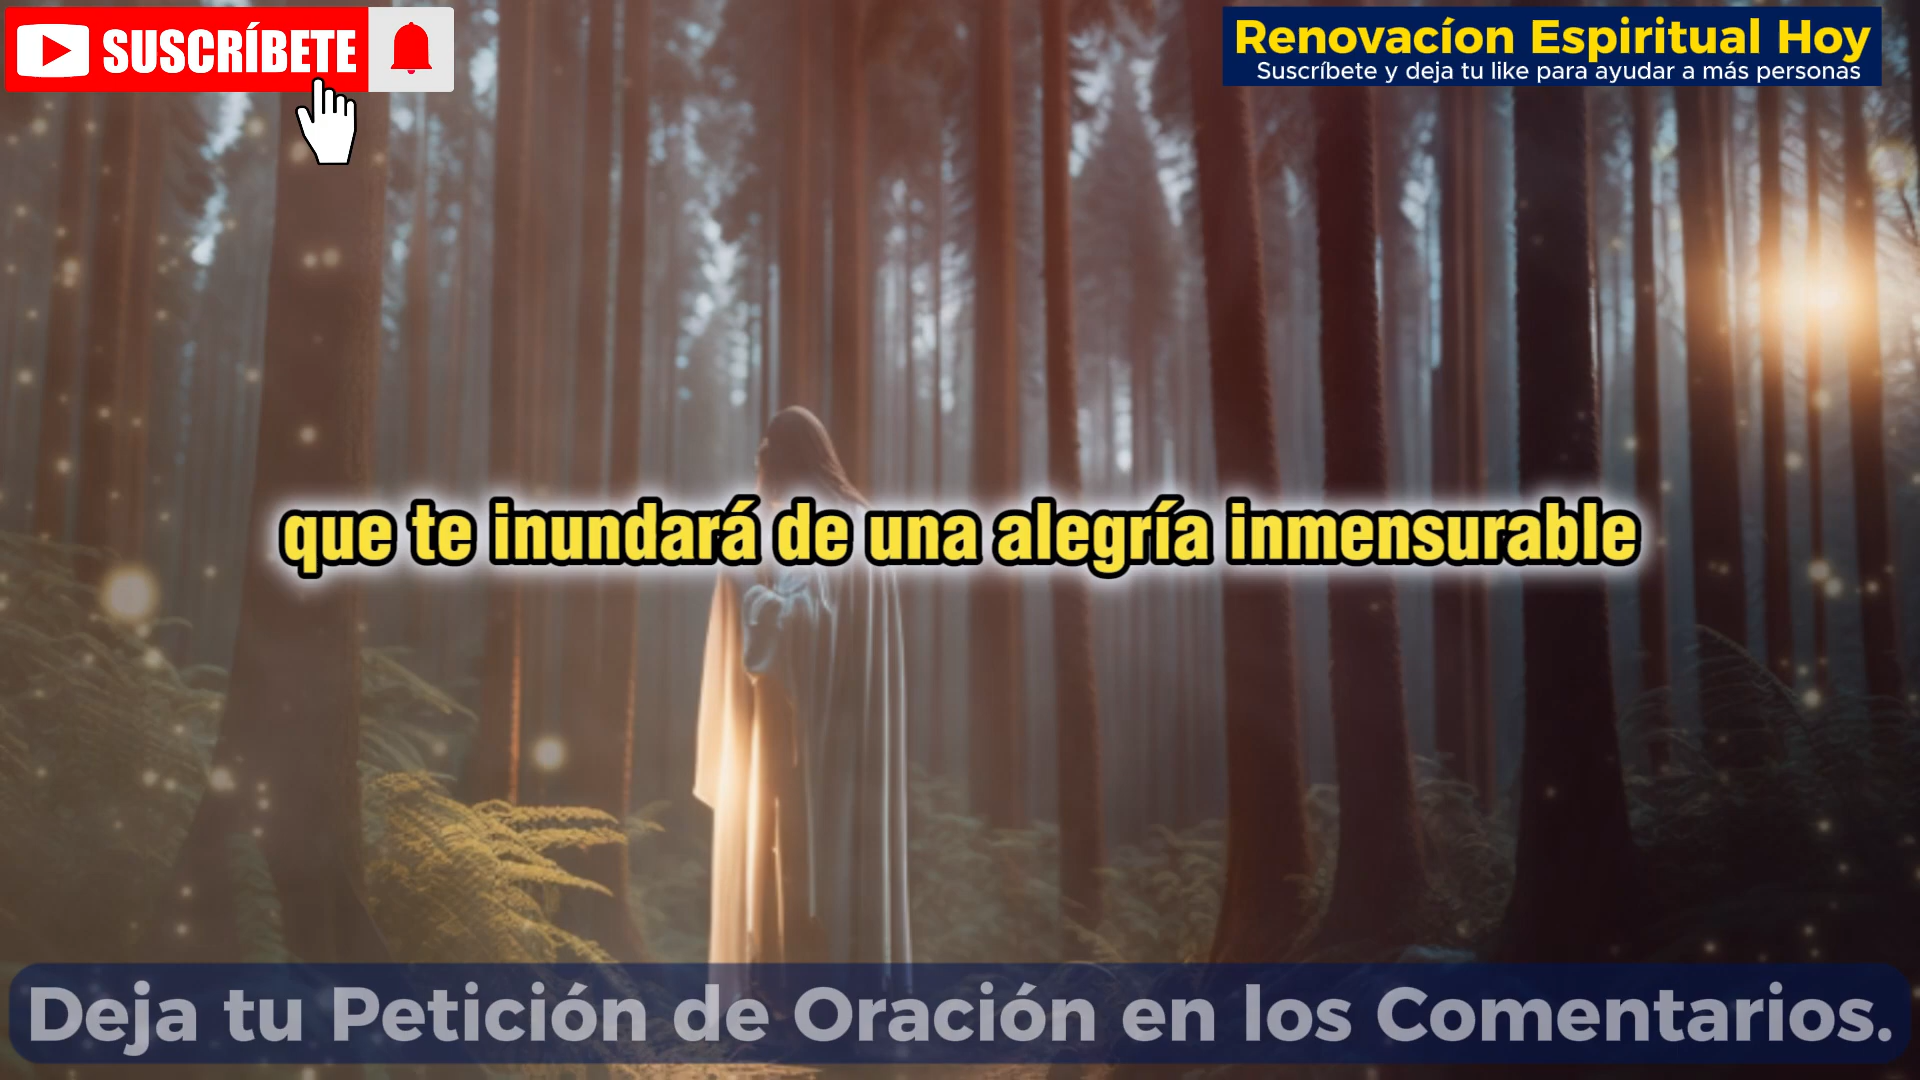 SUSCRÍBETE
Renovacíon Espiritual Hoy
Suscríbete y deja tu like para ayudar a más personas
que te inundará de una alegría inmensurable
Deja tu Petición de Oración en los Comentarios.